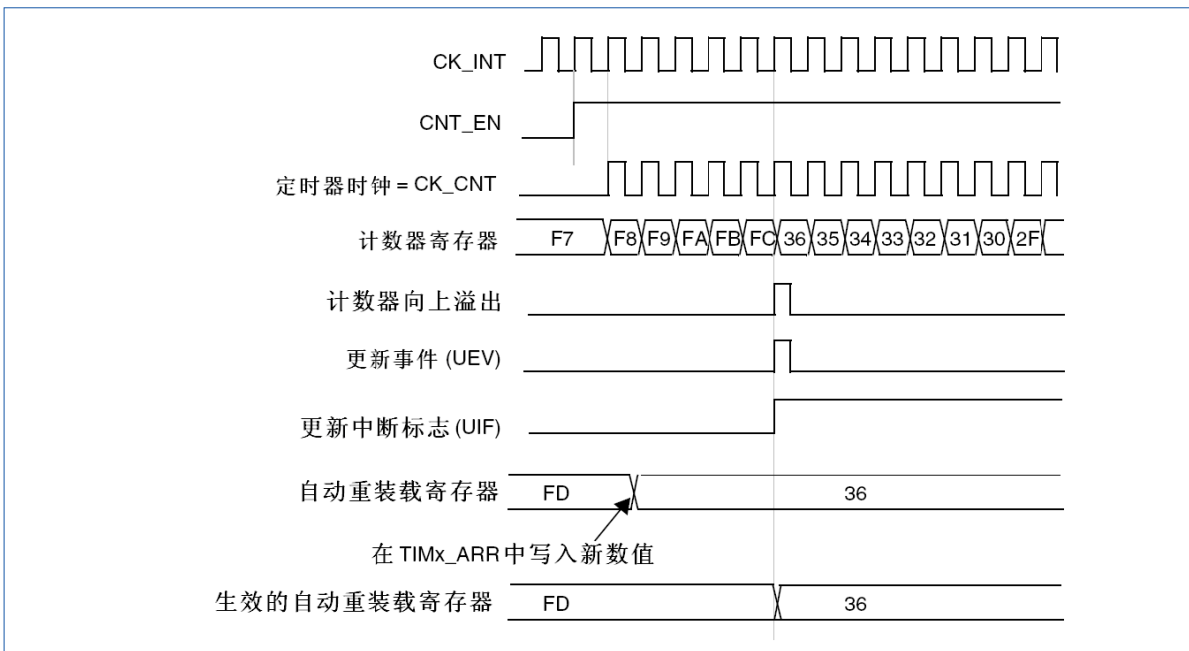 CK_INT
CNT_EN
定时器时钟 = CK_CNT
计数器寄存器 F7 F8 F9 FA FB FC 36 35 34 33 32 31 30 2F
计数器向上溢出
更新事件 (UEV)
更新中断标志 (UIF)
自动重装载寄存器 FD 36
在 TIMx_ARR 中写入新数值
生效的自动重装载寄存器 FD 36